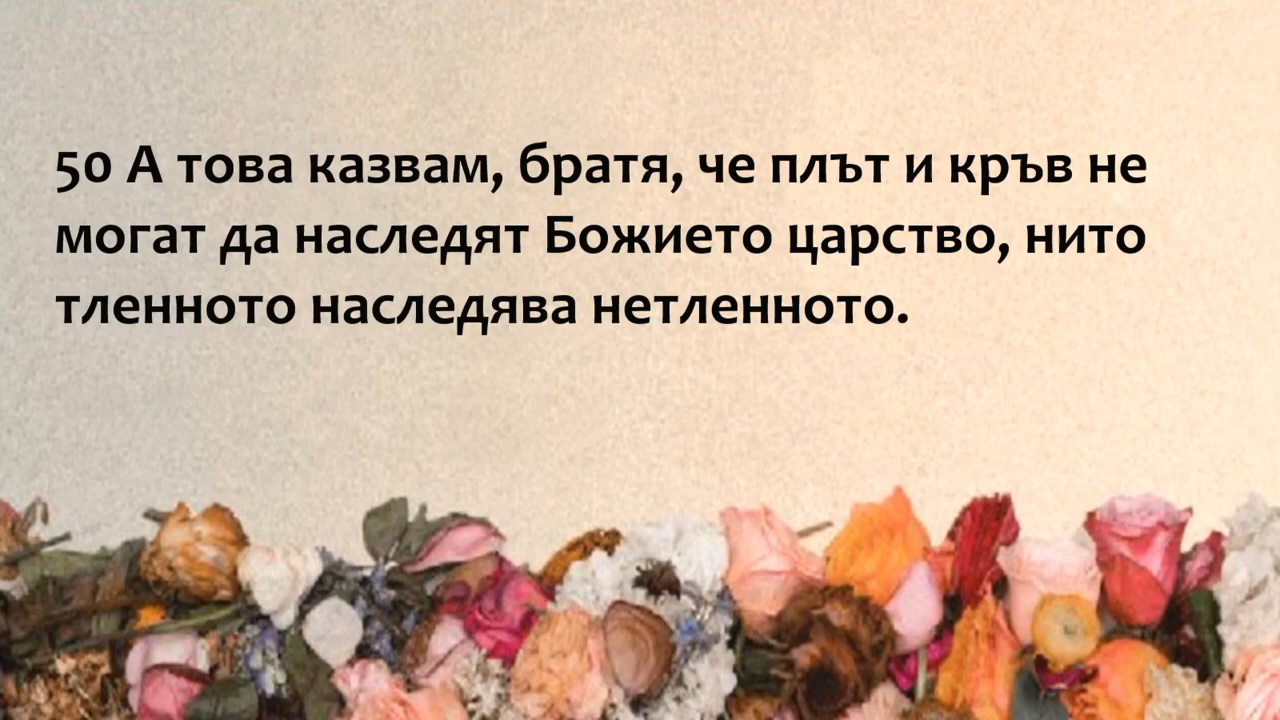 50 А това казвам, братя, че плът и кръв не
могат да наследят Божието царство, нито
тленното наследява нетленното.